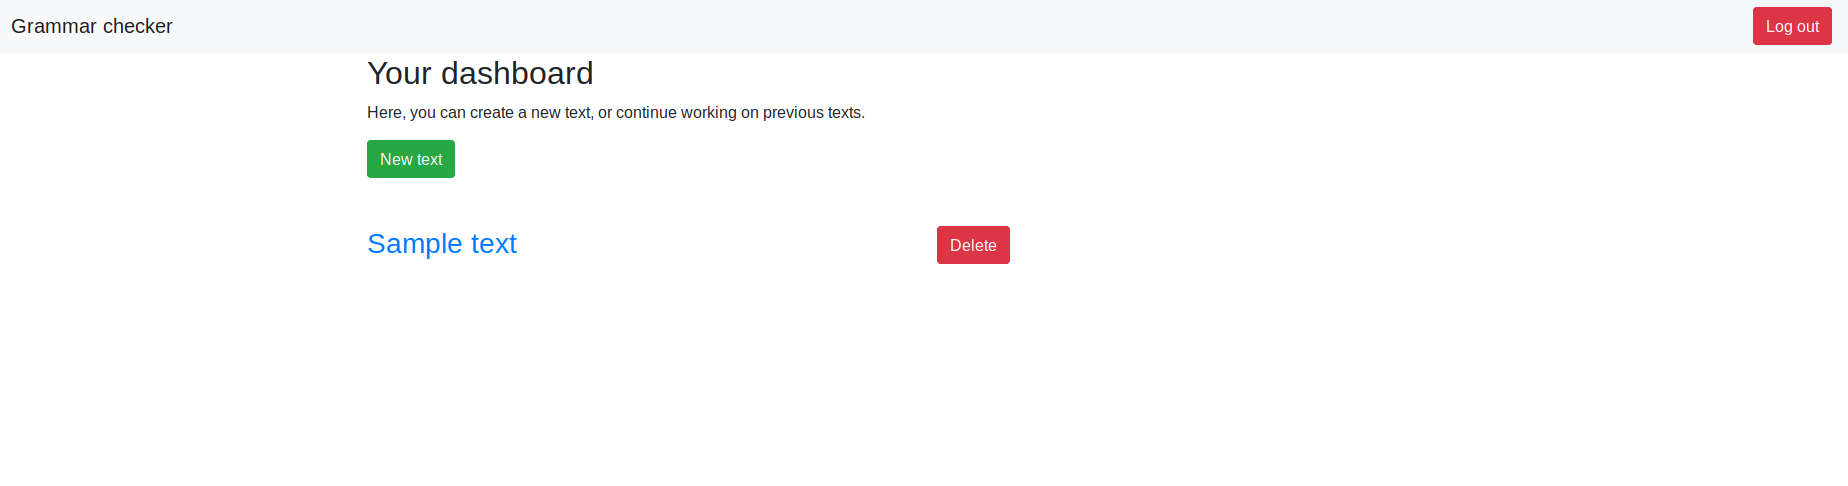 Grammar checker
Log out
Your dashboard
Here, you can create a new text, or continue working on previous texts.
New text
Sample text
Delete